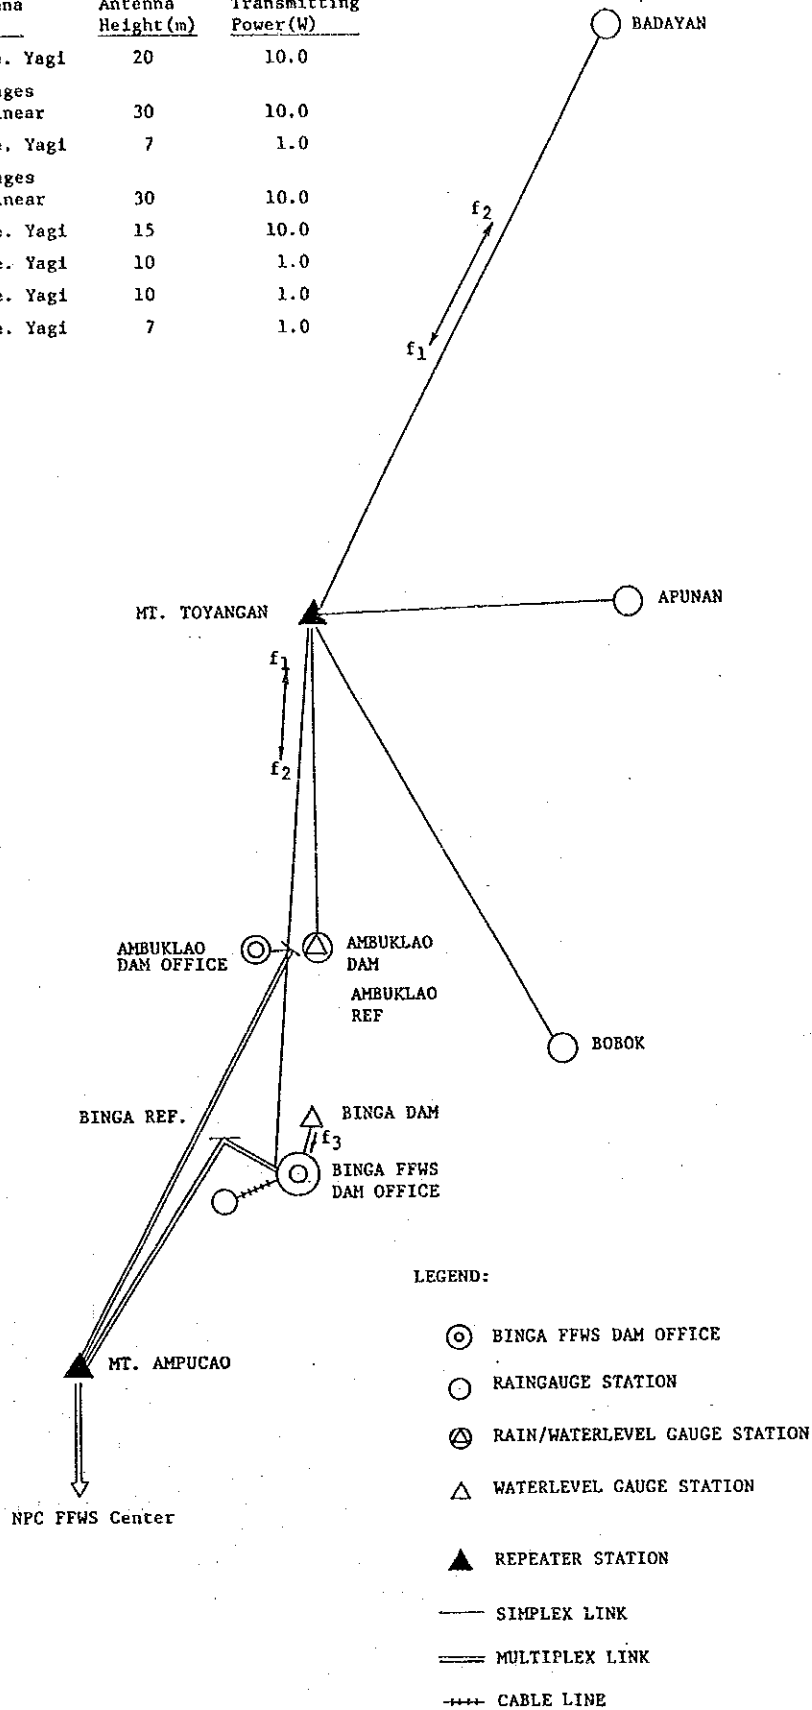 na Antenna Transmitting
Height(m) Power(W)
e. Yagi 20 10.0
ges
inear 30 10.0
e. Yagi 7 1.0
ges
inear 30 10.0
e. Yagi 15 10.0
e. Yagi 10 1.0
e. Yagi 10 1.0
e. Yagi 7 1.0
BADAYAN
f2
f1
MT. TOYANGAN
APUNAN
f1
f2
AMBUKLAO
DAM OFFICE
AMBUKLAO
DAM
AMBUKLAO
REF
BOBOK
BINGA REF.
BINGA DAM
f3
BINGA FFWS
DAM OFFICE
MT. AMPUCAO
NPC FFWS Center
LEGEND:
BINGA FFWS DAM OFFICE
RAINGAUGE STATION
RAIN/WATERLEVEL GAUGE STATION
WATERLEVEL GAUGE STATION
REPEATER STATION
SIMPLEX LINK
MULTIPLEX LINK
CABLE LINE